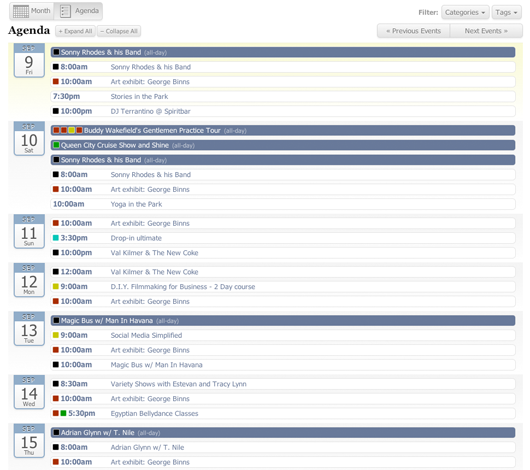 Month Agenda Filter: Categories Tags
Agenda + Expand All − Collapse All « Previous Events Next Events »
SEP
9
Fri
Sonny Rhodes & his Band (all-day)
8:00am Sonny Rhodes & his Band
10:00am Art exhibit: George Binns
7:30pm Stories in the Park
10:00pm DJ Terrantino @ Spiritbar
SEP
10
Sat
Buddy Wakefield's Gentlemen Practice Tour (all-day)
Queen City Cruise Show and Shine (all-day)
Sonny Rhodes & his Band (all-day)
8:00am Sonny Rhodes & his Band
10:00am Art exhibit: George Binns
10:00am Yoga in the Park
SEP
11
Sun
10:00am Art exhibit: George Binns
3:30pm Drop-in ultimate
10:00pm Val Kilmer & The New Coke
SEP
12
Mon
12:00am Val Kilmer & The New Coke
9:00am D.I.Y. Filmmaking for Business - 2 Day course
10:00am Art exhibit: George Binns
SEP
13
Tue
Magic Bus w/ Man In Havana (all-day)
9:00am Social Media Simplified
10:00am Art exhibit: George Binns
10:00am Magic Bus w/ Man In Havana
SEP
14
Wed
8:30am Variety Shows with Estevan and Tracy Lynn
10:00am Art exhibit: George Binns
5:30pm Egyptian Bellydance Classes
SEP
15
Thu
Adrian Glynn w/ T. Nile (all-day)
8:00am Adrian Glynn w/ T. Nile
10:00am Art exhibit: George Binns